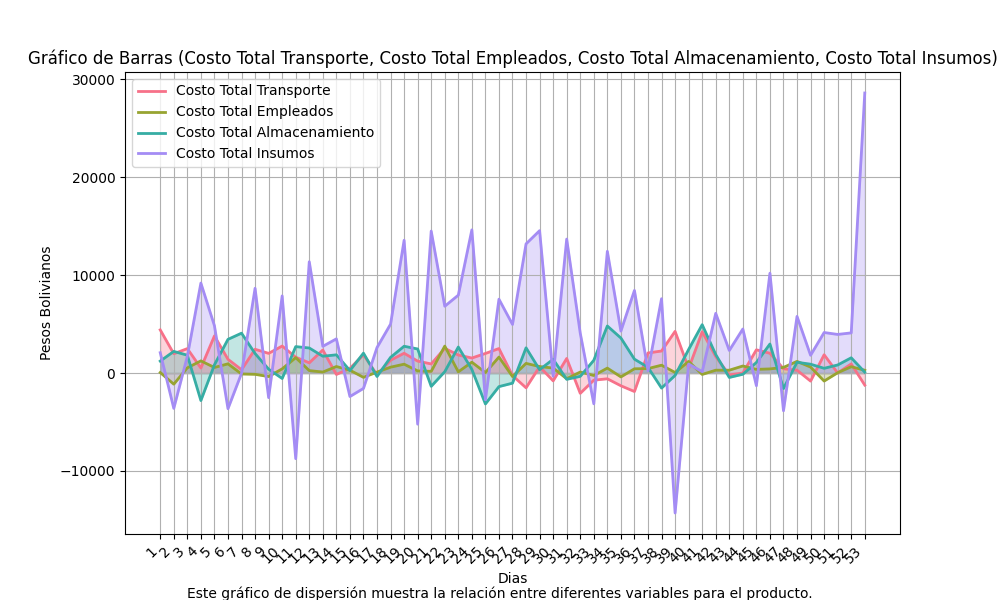 Gráfico de Barras (Costo Total Transporte, Costo Total Empleados, Costo Total Almacenamiento, Costo Total Insumos)
Costo Total Transporte
Costo Total Empleados
Costo Total Almacenamiento
Costo Total Insumos
Pesos Bolivianos
30000
20000
10000
0
−10000
1 2 3 4 5 6 7 8 9 10 11 12 13 14 15 16 17 18 19 20 21 22 23 24 25 26 27 28 29 30 31 32 33 34 35 36 37 38 39 40 41 42 43 44 45 46 47 48 49 50 51 52 53
Dias
Este gráfico de dispersión muestra la relación entre diferentes variables para el producto.